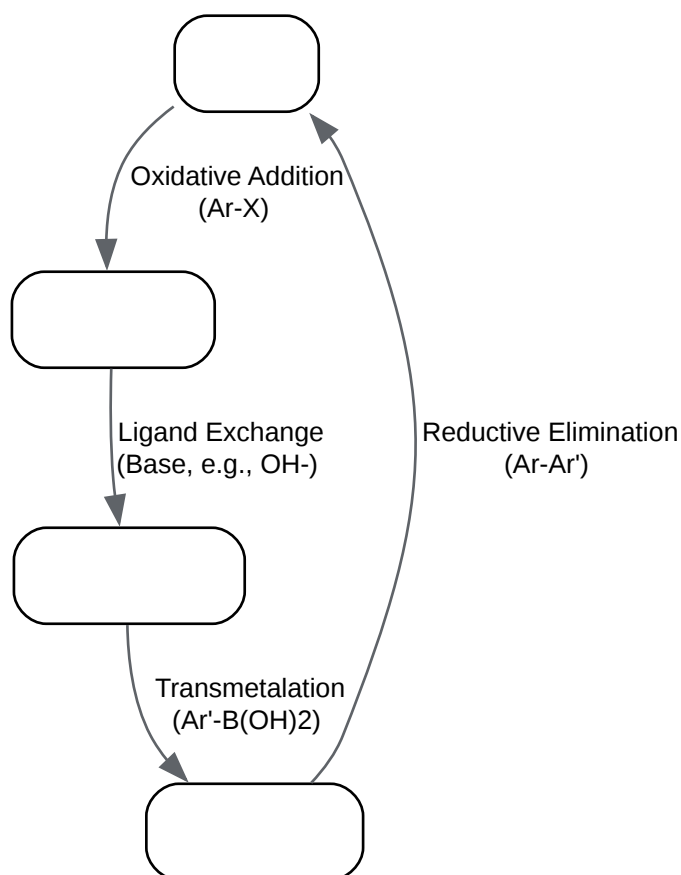 Oxidative Addition
(Ar-X)
Ligand Exchange
(Base, e.g., OH-)
Reductive Elimination
(Ar-Ar')
Transmetalation
(Ar'-B(OH)2)